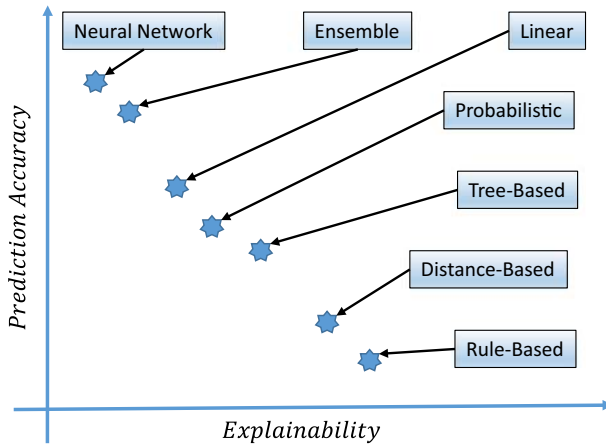 Neural Network
Ensemble
Linear
Probabilistic
Tree-Based
Distance-Based
Rule-Based
Prediction Accuracy
Explainability